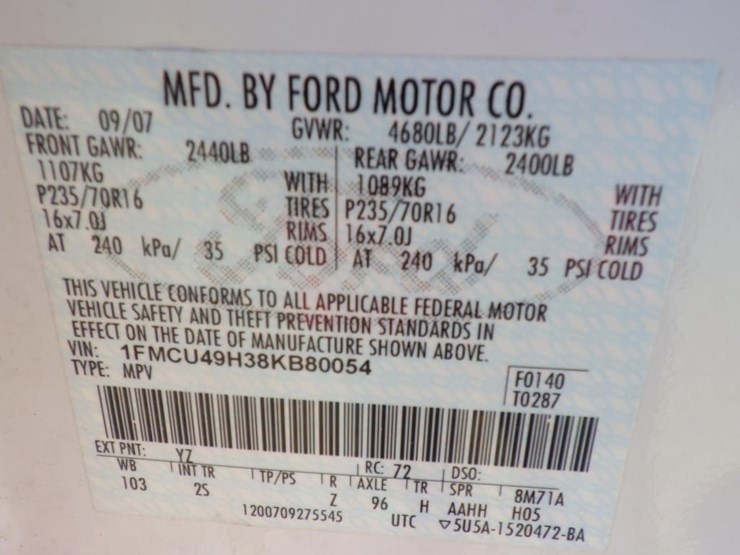 MFD. BY FORD MOTOR CO.
DATE: 09/07 GVWR: 4680LB/ 2123KG
FRONT GAWR: 2440LB REAR GAWR: 2400LB
1107KG WITH 1089KG WITH
P235/70R16 TIRES P235/70R16 TIRES
16x7.0J RIMS 16x7.0J RIMS
AT 240 kPa/ 35 PSI COLD AT 240 kPa/ 35 PSI COLD
THIS VEHICLE CONFORMS TO ALL APPLICABLE FEDERAL MOTOR
VEHICLE SAFETY AND THEFT PREVENTION STANDARDS IN
EFFECT ON THE DATE OF MANUFACTURE SHOWN ABOVE.
VIN: 1FMCU49H38KB80054
TYPE: MPV
F0140
T0287
EXT PNT: YZ RC: 72 DSO:
WB INT TR TP/PS R AXLE TR SPR 8M71A
103 2S Z 96 H AAHH H05
1200709275545 UTC ▽5U5A-1520472-BA
Ford